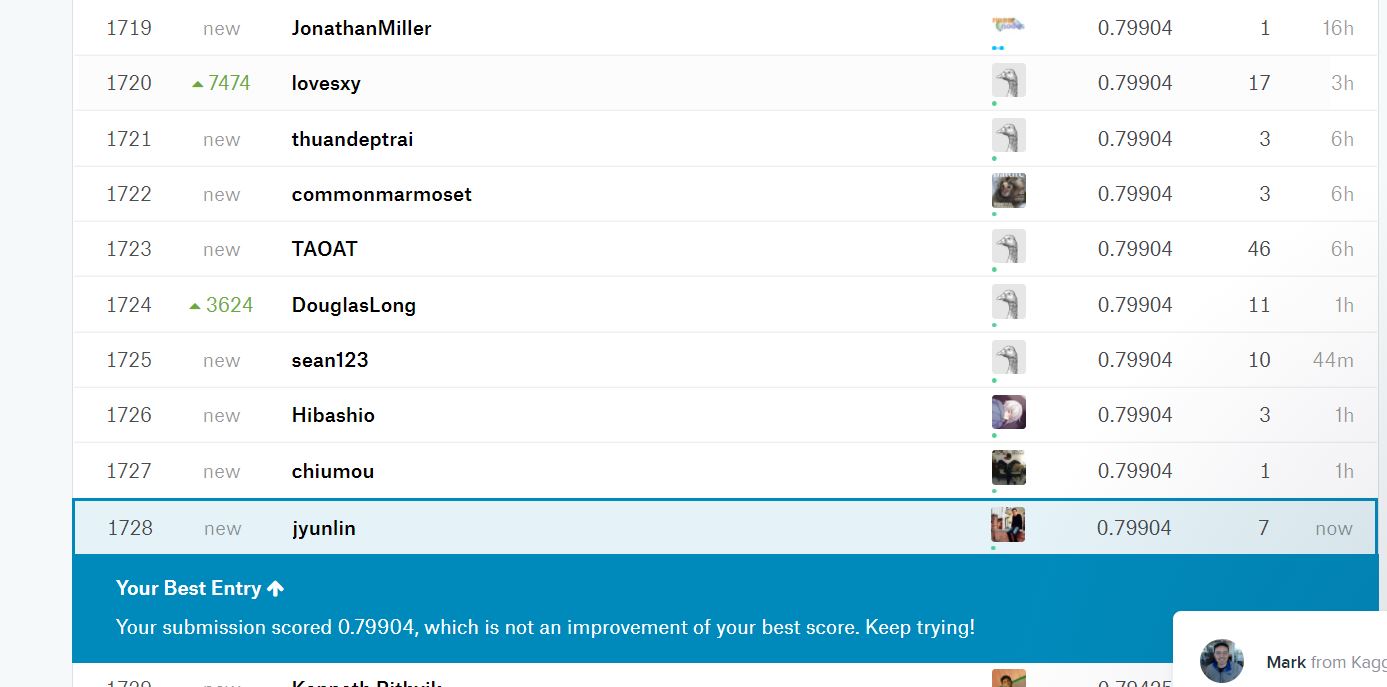 1719 new JonathanMiller 0.79904 1 16h
1720 7474 lovesxy 0.79904 17 3h
1721 new thuandeptrai 0.79904 3 6h
1722 new commonmarmoset 0.79904 3 6h
1723 new TAOAT 0.79904 46 6h
1724 3624 DouglasLong 0.79904 11 1h
1725 new sean123 0.79904 10 44m
1726 new Hibashio 0.79904 3 1h
1727 new chiumou 0.79904 1 1h
1728 new jyunlin 0.79904 7 now
Your Best Entry
Your submission scored 0.79904, which is not an improvement of your best score. Keep trying!
Mark from Kagg
1729 new Kenneth 0.79425